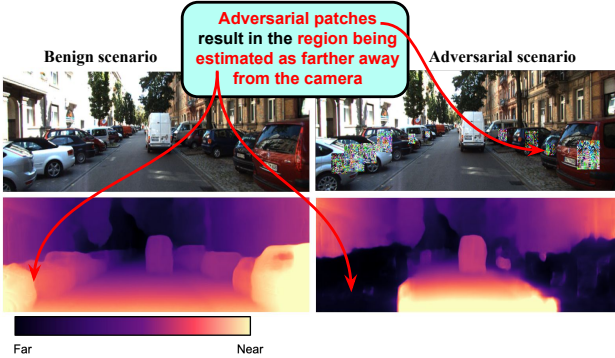 Adversarial patches
result in the region being
estimated as farther away
from the camera
Benign scenario
Adversarial scenario
Far
Near